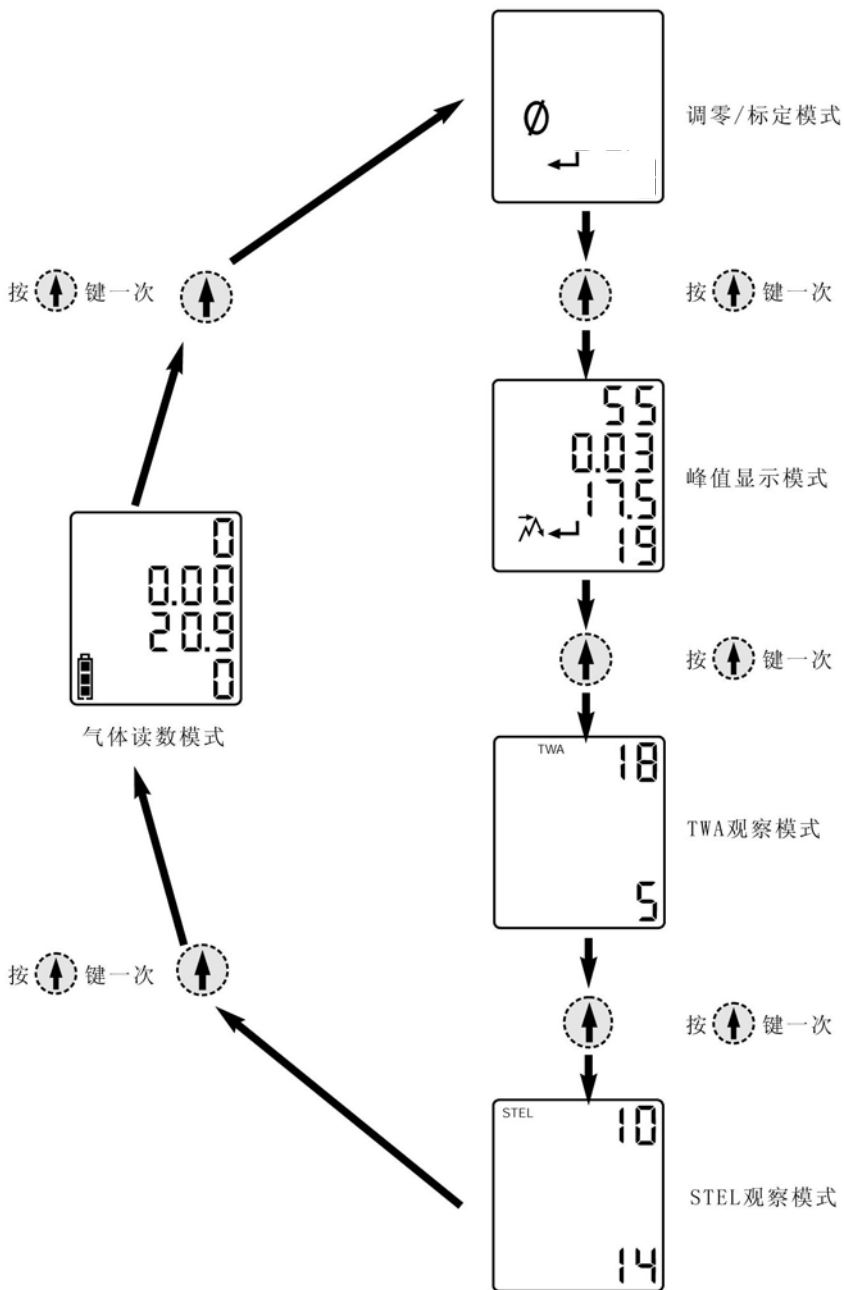 Ø
调零/标定模式
按 键一次
按 键一次
55
0.03
17.5
19
峰值显示模式
0
0.00
20.9
0
气体读数模式
按 键一次
TWA
18
5
TWA观察模式
按 键一次
按 键一次
STEL
10
14
STEL观察模式